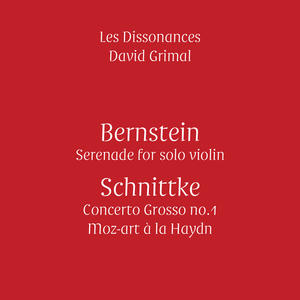 Les Dissonances
David Grimal
Bernstein
Serenade for solo violin
Schnittke
Concerto Grosso no.1
Moz-art à la Haydn